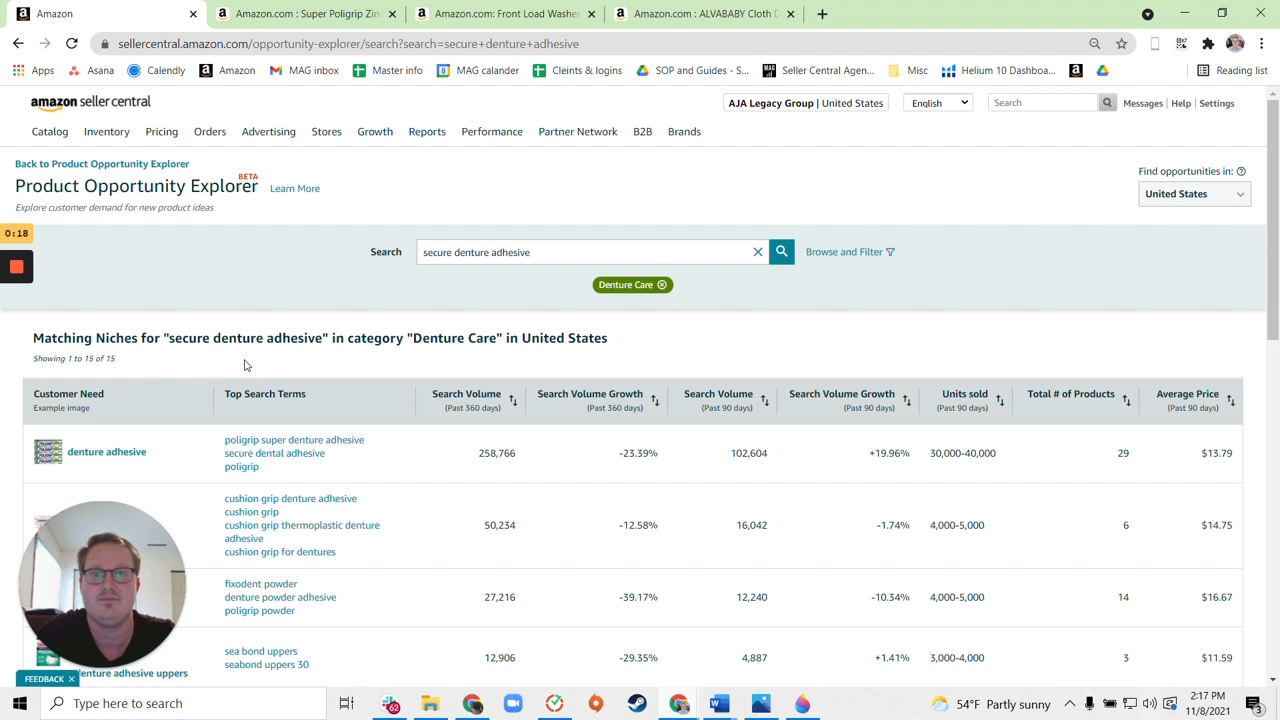 Amazon
Amazon.com : Super Poligrip Zin
Amazon.com: Front Load Washer
Amazon.com : ALVABABY Cloth D
sellercentral.amazon.com/opportunity-explorer/search?search=secure+denture+adhesive
Apps
Asana
Calendly
Amazon
MAG inbox
Master info
MAG calander
Cleints & logins
SOP and Guides - S...
Seller Central Agen...
Misc
Helium 10 Dashboa...
Reading list
amazon seller central
AJA Legacy Group | United States
English
Search
Messages | Help | Settings
Catalog Inventory Pricing Orders Advertising Stores Growth Reports Performance Partner Network B2B Brands
Back to Product Opportunity Explorer
Product Opportunity Explorer BETA Learn More
Explore customer demand for new product ideas
Find opportunities in:
United States
0:18
Search
secure denture adhesive
Browse and Filter
Denture Care
Matching Niches for "secure denture adhesive" in category "Denture Care" in United States
Showing 1 to 15 of 15
Customer Need
Example image
Top Search Terms
Search Volume
(Past 360 days)
Search Volume Growth
(Past 360 days)
Search Volume
(Past 90 days)
Search Volume Growth
(Past 90 days)
Units sold
(Past 90 days)
Total # of Products
Average Price
(Past 90 days)
denture adhesive
poligrip super denture adhesive
secure dental adhesive
poligrip
258,766 -23.39% 102,604 +19.96% 30,000-40,000 29 $13.79
cushion grip denture adhesive
cushion grip
cushion grip thermoplastic denture
adhesive
cushion grip for dentures
50,234 -12.58% 16,042 -1.74% 4,000-5,000 6 $14.75
fixodent powder
denture powder adhesive
poligrip powder
27,216 -39.17% 12,240 -10.34% 4,000-5,000 14 $16.67
sea bond uppers
seabond uppers 30
12,906 -29.35% 4,887 +1.41% 3,000-4,000 3 $11.59
denture adhesive uppers
FEEDBACK
Type here to search
62
54°F Partly sunny
2:17 PM
11/8/2021
3